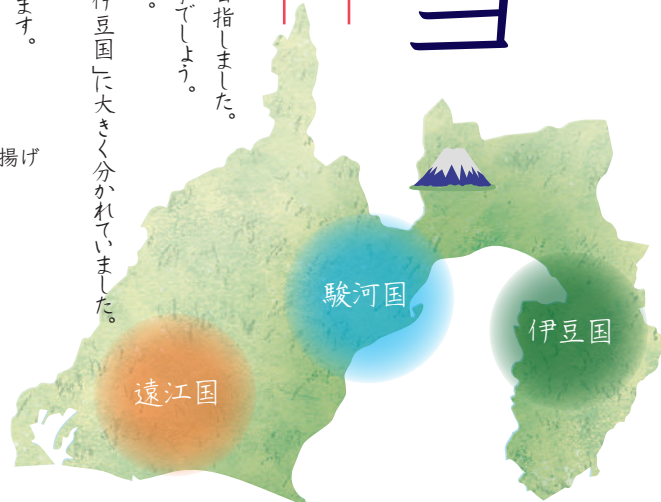 指しました。
でしょう。
。
伊豆国」に大きく分かれていました。
ます。
揚げ
駿河国
伊豆国
遠江国